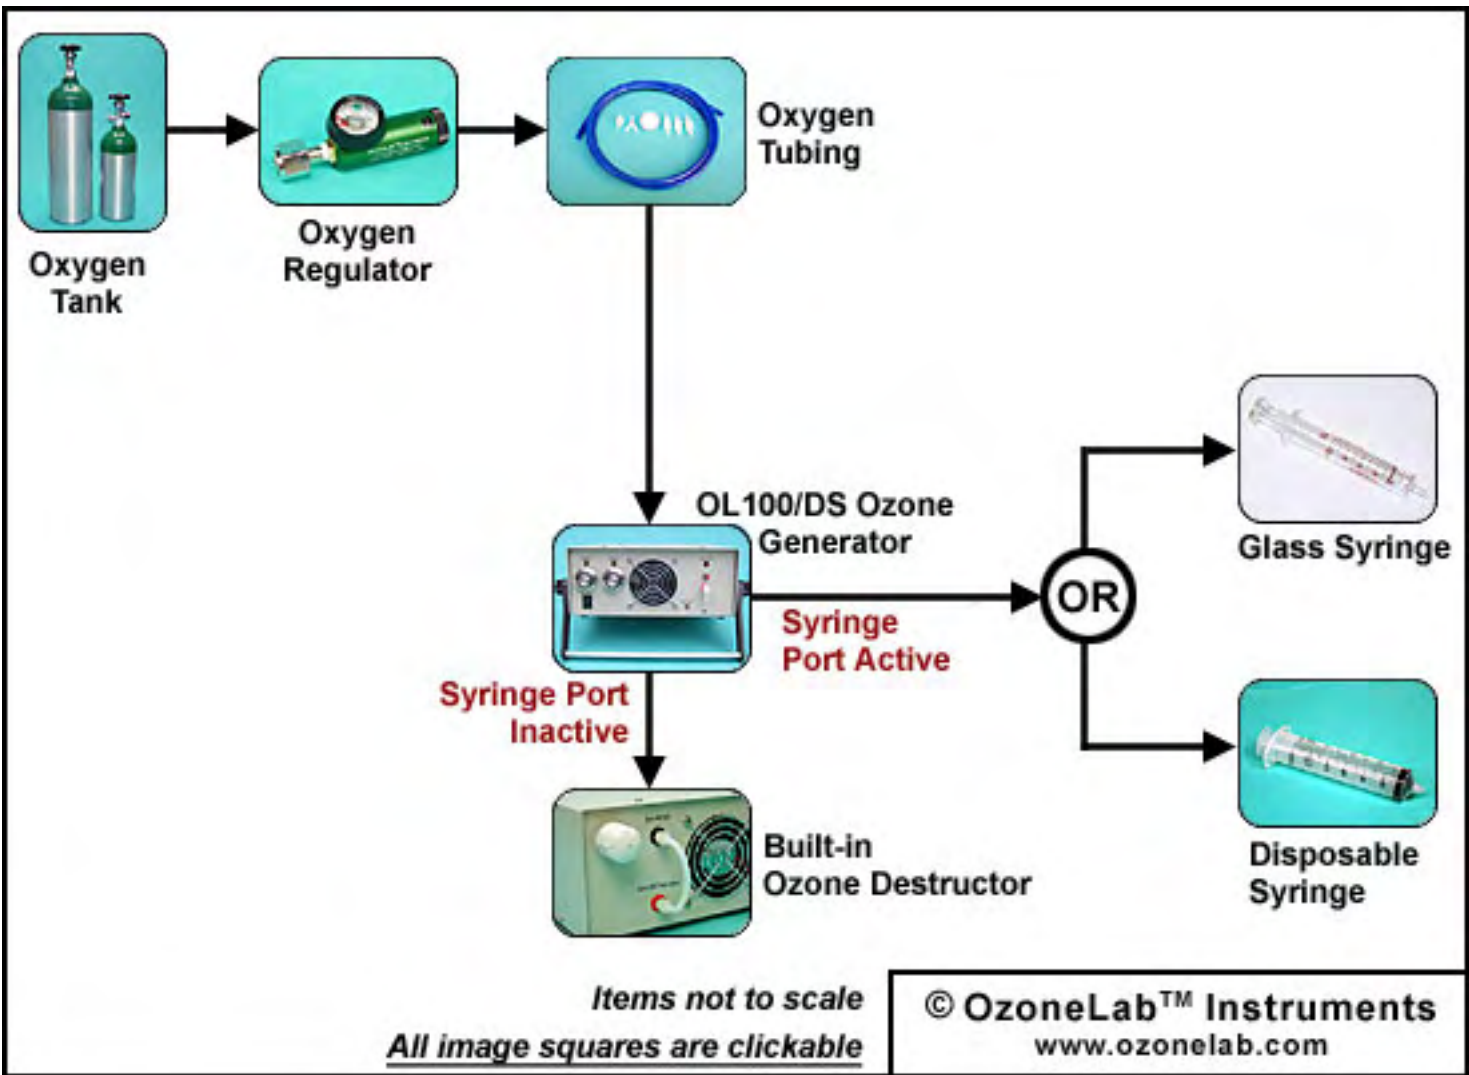 Oxygen
Tank
Oxygen
Regulator
Oxygen
Tubing
OL100/DS Ozone
Generator
Syringe
Port Active
OR
Glass Syringe
Disposable
Syringe
Syringe Port
Inactive
Built-in
Ozone Destructor
Items not to scale
All image squares are clickable
© OzoneLab™ Instruments
www.ozonelab.com